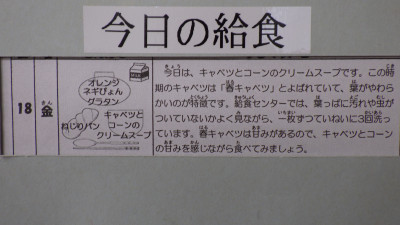 今日の給食
18
金
きん
オレンジ
ネギぴょん
グラタン
ねじりパン
キャベツと
コーンの
クリームスープ
今日は、キャベツとコーンのクリームスープです。この時
期のキャベツは「春キャベツ」とよばれていて、葉がやわら
かいのが特徴です。給食センターでは、葉っぱに汚れや虫が
ついていないかよく見ながら、一枚ずつていねいに3回洗っ
ています。春キャベツは甘みがあるので、キャベツとコーン
の甘みを感じながら食べてみましょう。